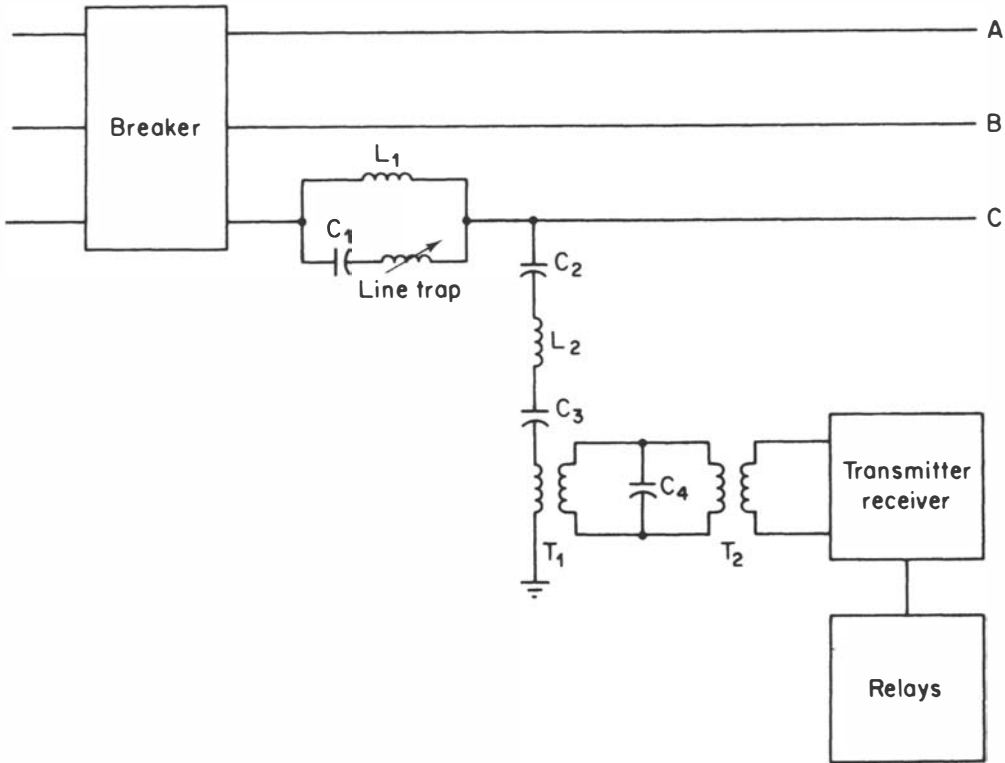 A
Breaker
B
L₁
C₁
C
Line trap
C₂
L₂
C₃
C₄
Transmitter
receiver
T₁
T₂
Relays